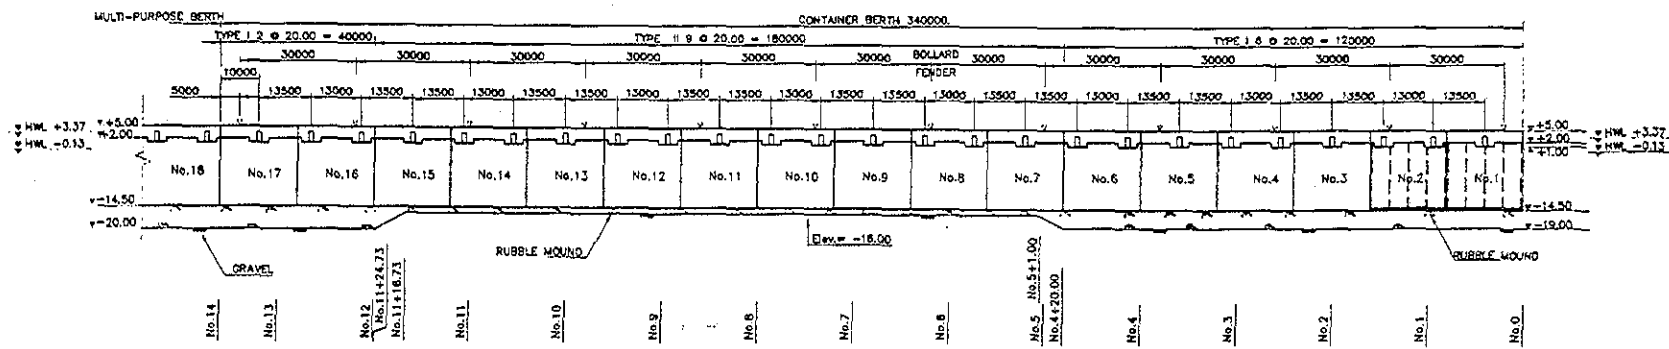 MULTI-PURPOSE BERTH
CONTAINER BERTH 340000.
TYPE I 2 @ 20.00 = 40000
TYPE II 9 @ 20.00 = 180000
TYPE I 6 @ 20.00 = 120000
30000 30000 30000 30000 30000 30000 30000 30000 30000 30000 30000
BOLLARD
FENDER
10000
5000 13500 13000 13500 13500 13000 13500 13500 13000 13500 13500 13000 13500 13500 13000 13500 13500 13000 13500 13500 13000 13500 13500 13000 13500
HWL +3.37 +5.00
+2.00
HWL -0.13
+5.00
+2.00 HWL +3.37
+1.00 HWL -0.13
No.18 No.17 No.16 No.15 No.14 No.13 No.12 No.11 No.10 No.9 No.8 No.7 No.6 No.5 No.4 No.3 No.2 No.1
-14.50
-14.50
-20.00
-19.00
GRAVEL
RUBBLE MOUND
Elev.= -16.00
RUBBLE MOUND
No.14
No.13
No.12
No.11+24.73
No.11+16.73
No.11
No.10
No.9
No.8
No.7
No.6
No.5+1.00
No.5
No.4+20.00
No.4
No.3
No.2
No.1
No.0